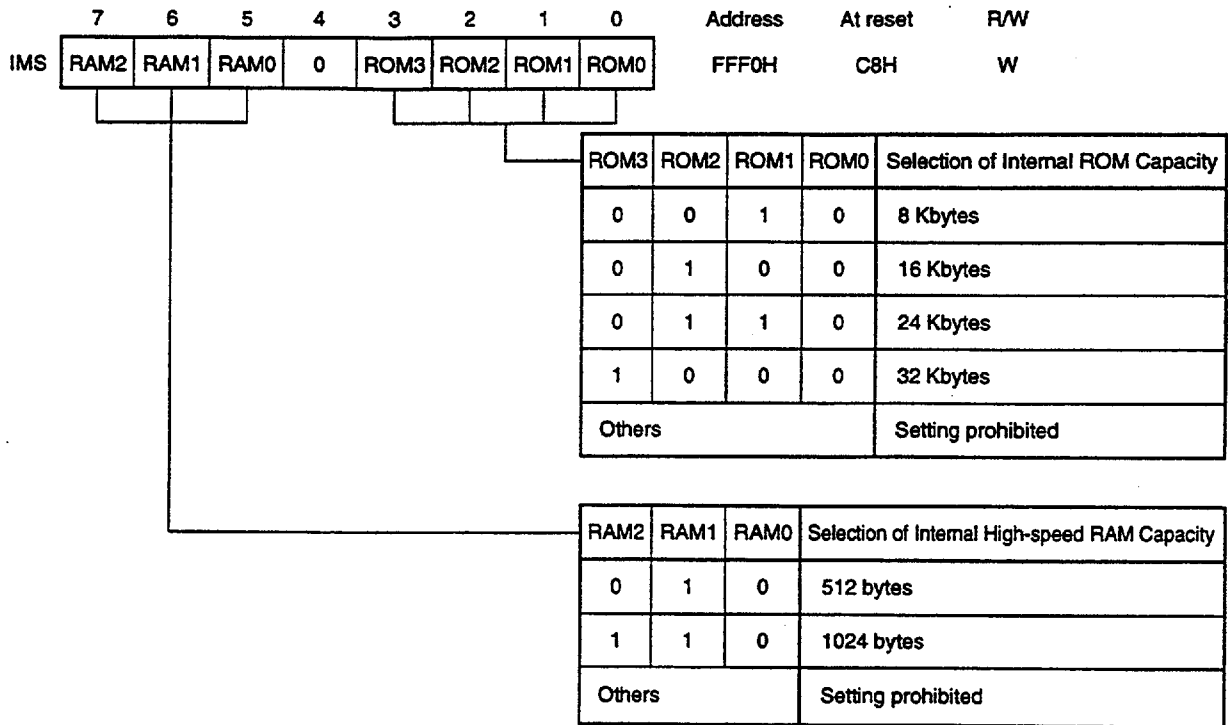 7 6 5 4 3 2 1 0 Address At reset R/W
IMS RAM2 RAM1 RAM0 0 ROM3 ROM2 ROM1 ROM0 FFF0H C8H W
ROM3 ROM2 ROM1 ROM0 Selection of Internal ROM Capacity
0 0 1 0 8 Kbytes
0 1 0 0 16 Kbytes
0 1 1 0 24 Kbytes
1 0 0 0 32 Kbytes
Others Setting prohibited
RAM2 RAM1 RAM0 Selection of Internal High-speed RAM Capacity
0 1 0 512 bytes
1 1 0 1024 bytes
Others Setting prohibited